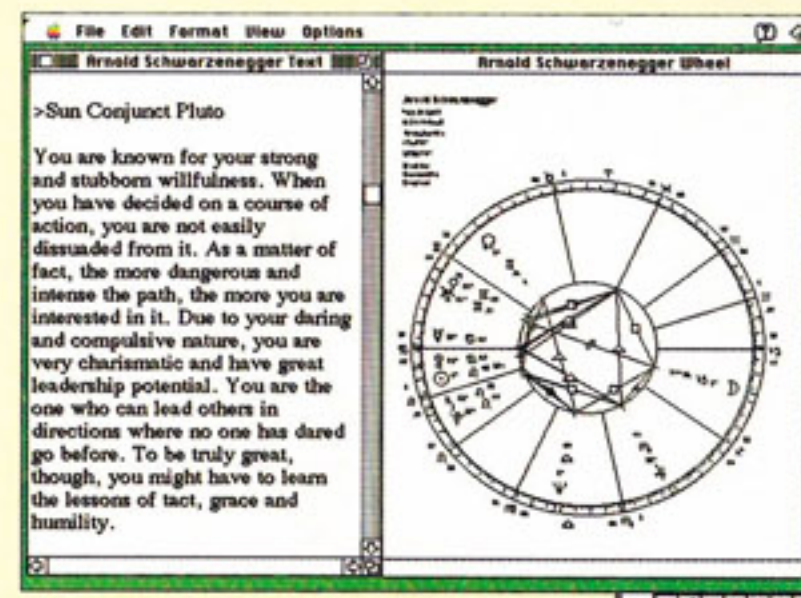 File Edit Format View Options
Arnold Schwarzenegger Text
Arnold Schwarzenegger Wheel
>Sun Conjunct Pluto
You are known for your strong
and stubborn willfulness. When
you have decided on a course of
action, you are not easily
dissuaded from it. As a matter of
fact, the more dangerous and
intense the path, the more you are
interested in it. Due to your daring
and compulsive nature, you are
very charismatic and have great
leadership potential. You are the
one who can lead others in
directions where no one has dared
go before. To be truly great,
though, you might have to learn
the lessons of tact, grace and
humility.
Arnold Schwarzenegger